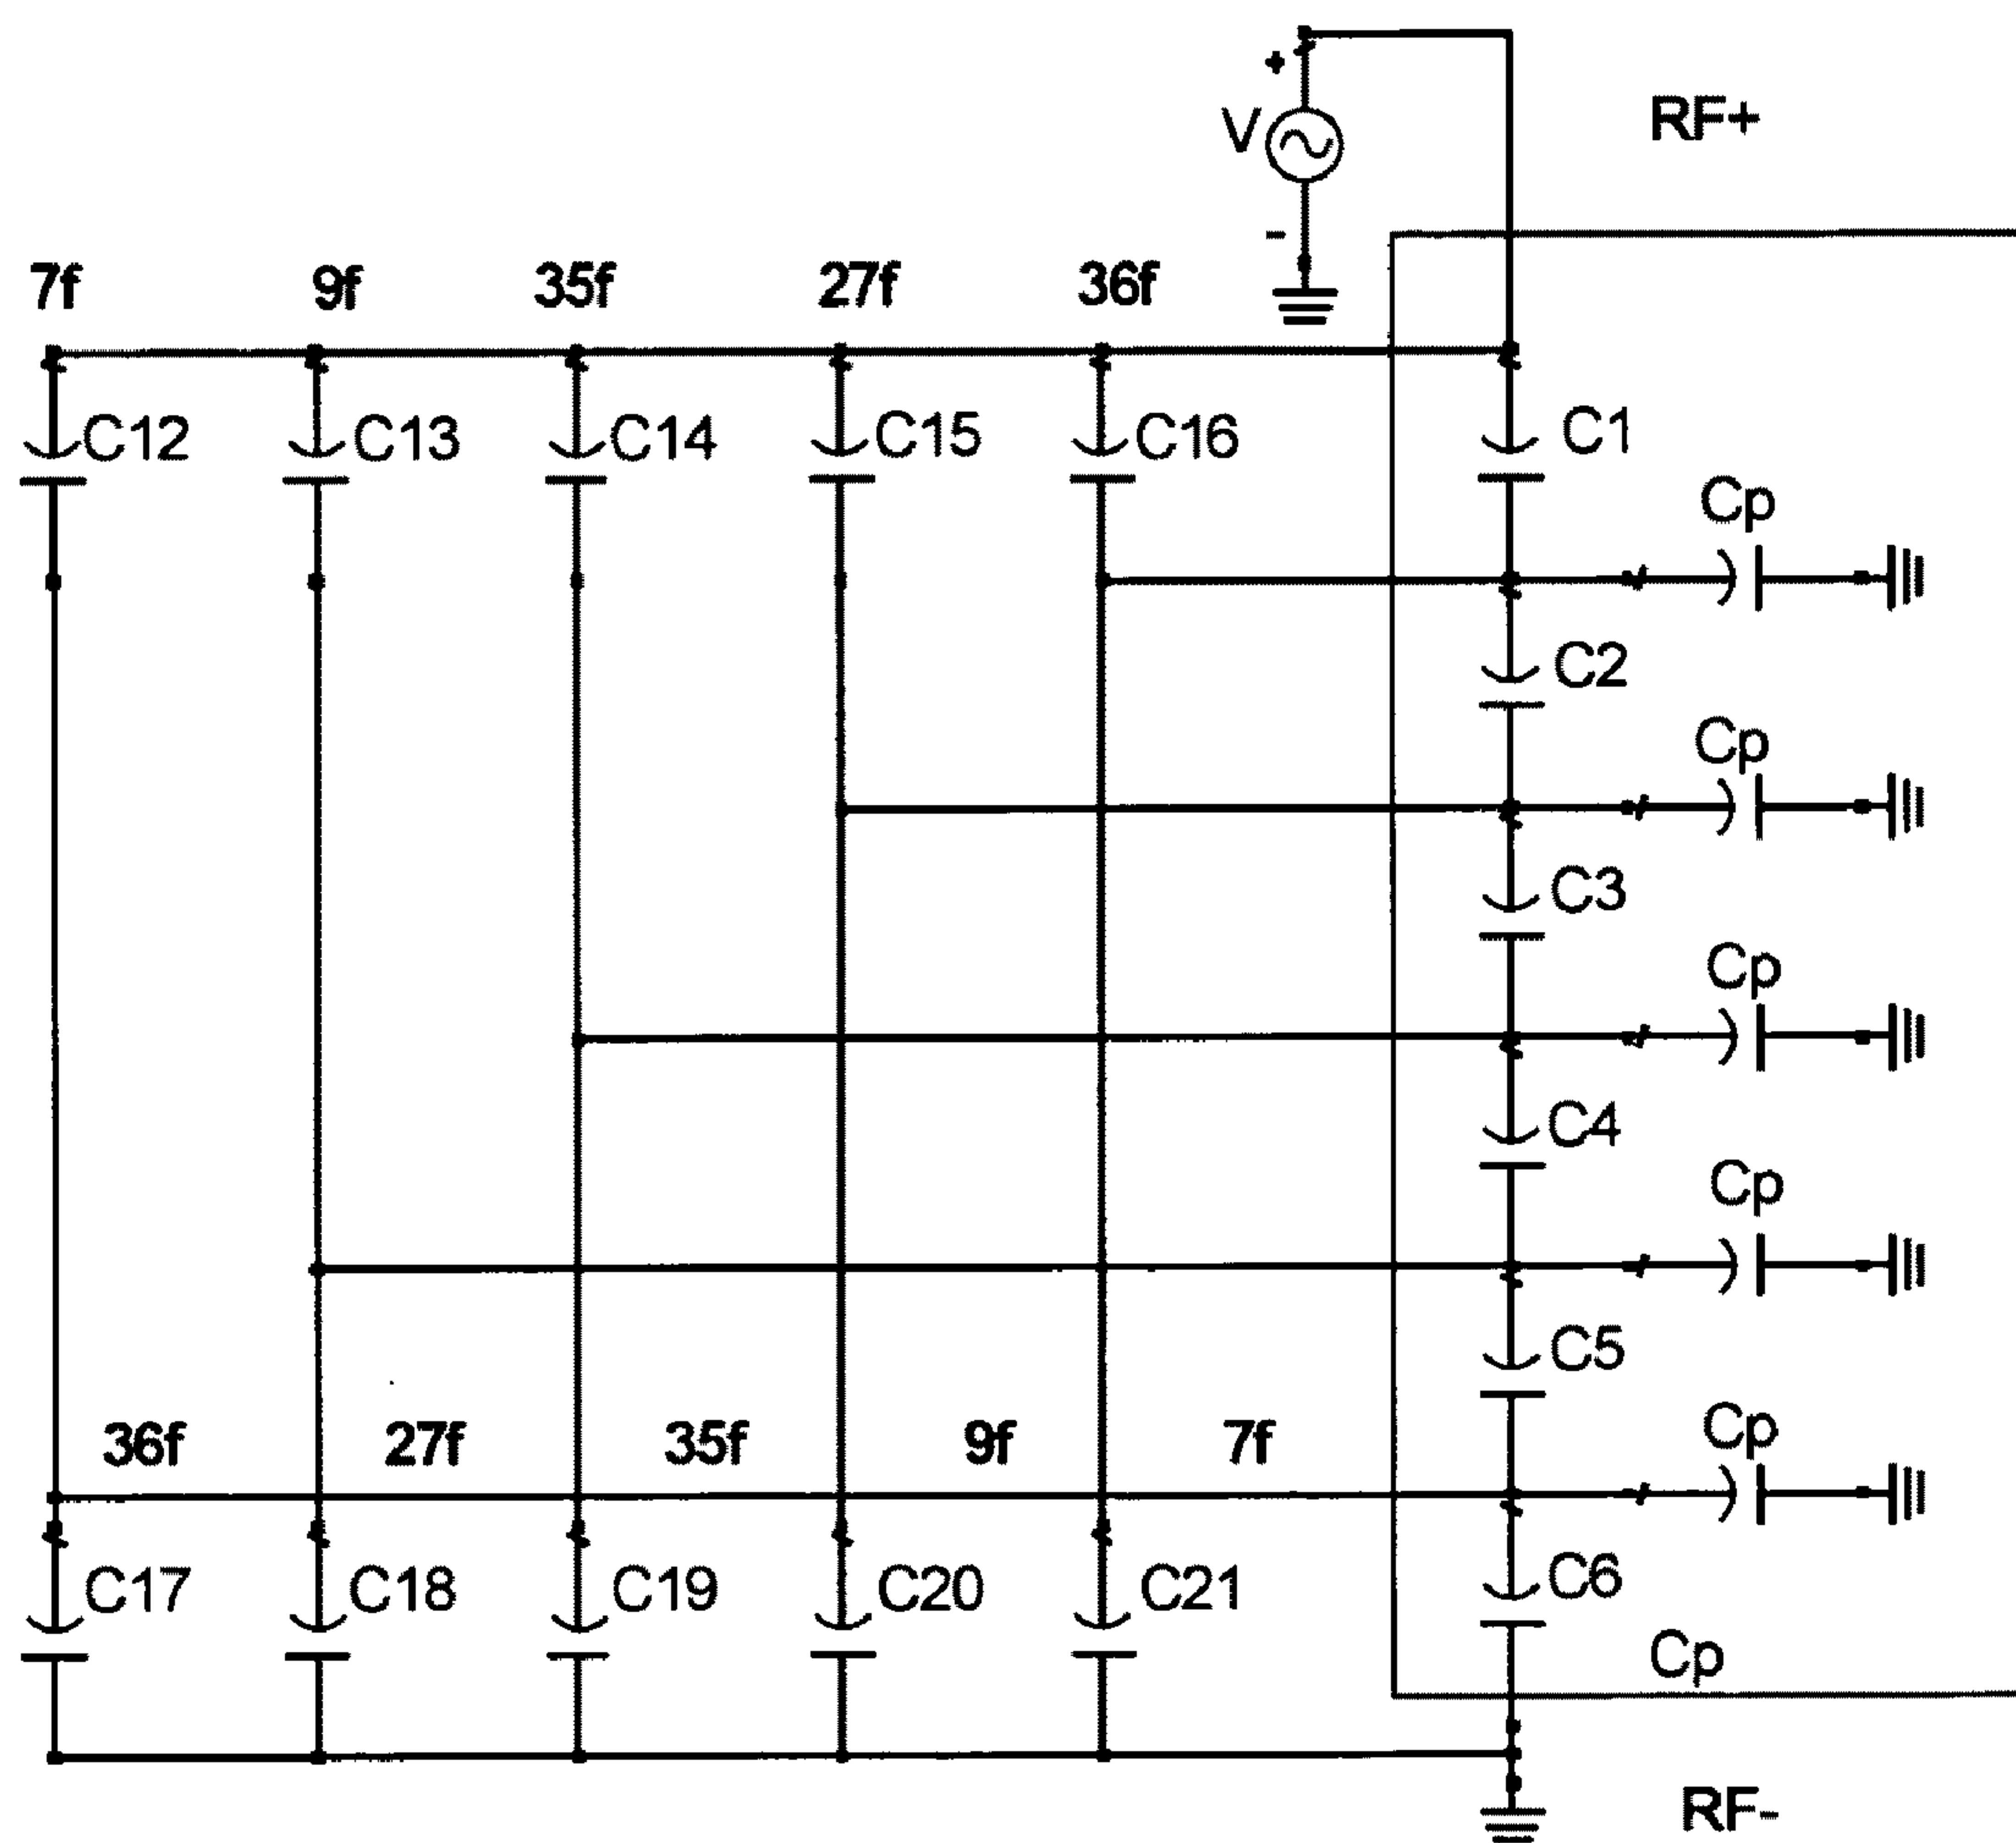 +
V
RF+
-
7f 9f 35f 27f 36f
C12 C13 C14 C15 C16 C1
Cp
C2
Cp
C3
Cp
C4
Cp
C5
36f 27f 35f 9f 7f Cp
C17 C18 C19 C20 C21 C6
Cp
RF-